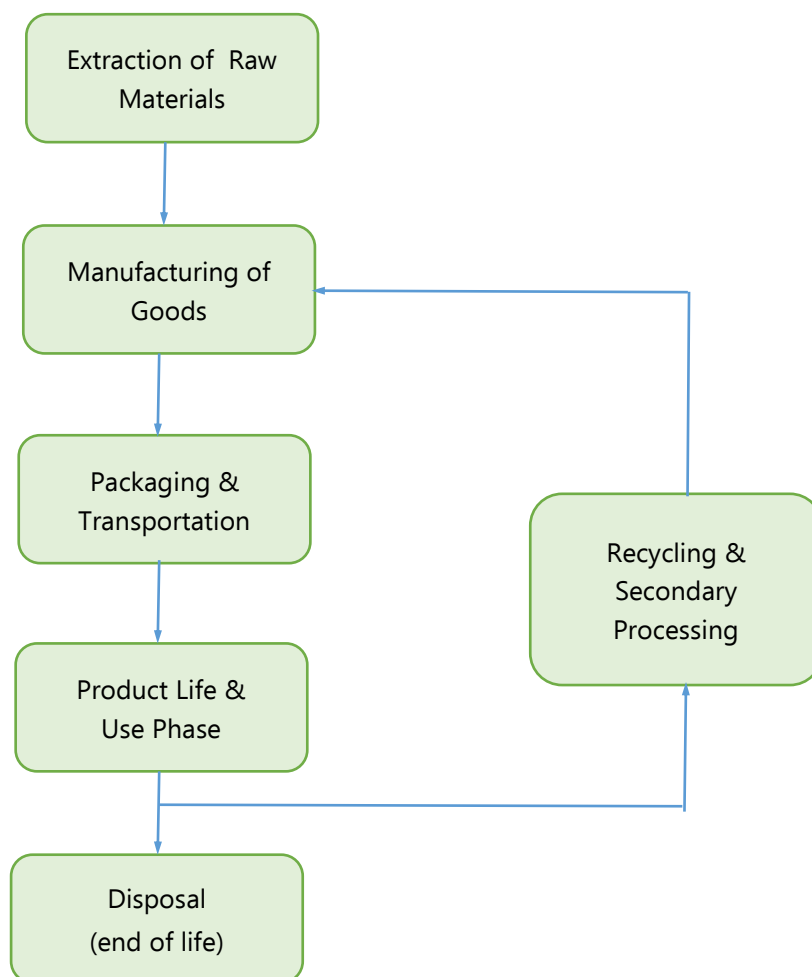 Extraction of Raw
Materials
Manufacturing of
Goods
Packaging &
Transportation
Recycling &
Secondary
Processing
Product Life &
Use Phase
Disposal
(end of life)